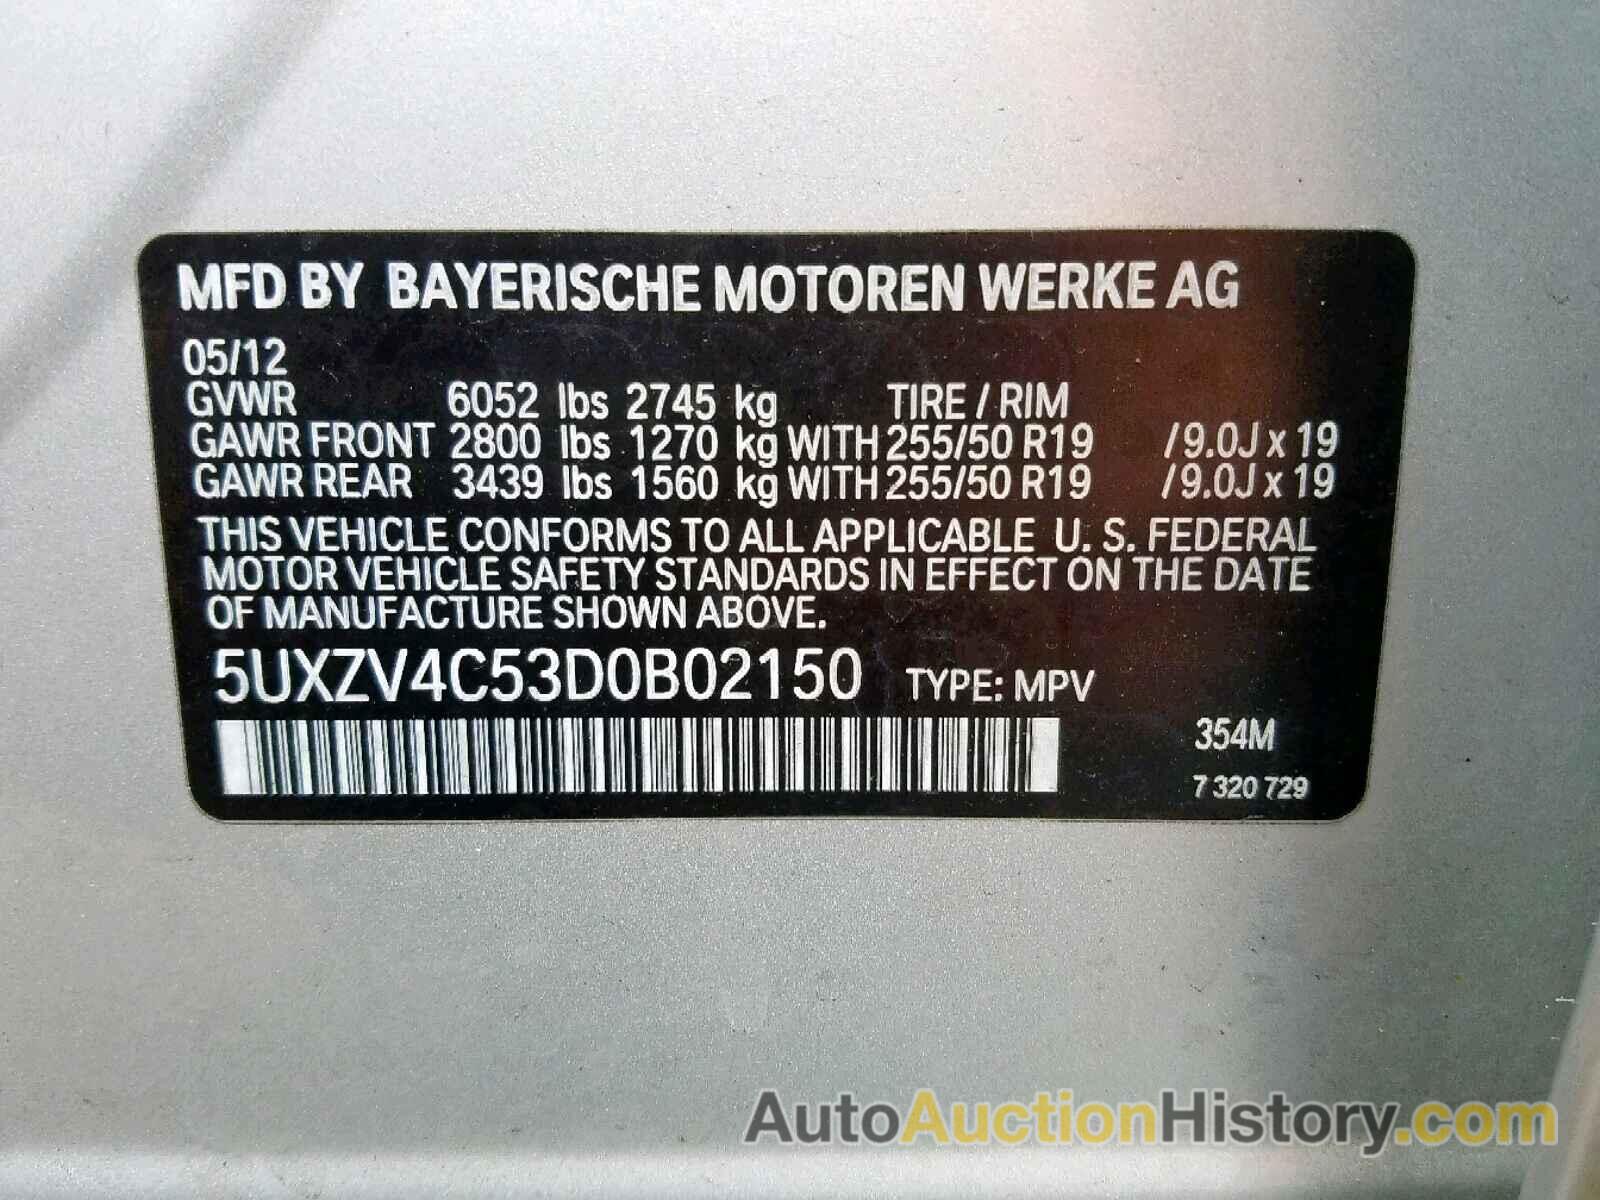 MFD BY BAYERISCHE MOTOREN WERKE AG
05/12
GVWR 6052 lbs 2745 kg TIRE / RIM
GAWR FRONT 2800 lbs 1270 kg WITH 255/50 R19 /9.0J x 19
GAWR REAR 3439 lbs 1560 kg WITH 255/50 R19 /9.0J x 19
THIS VEHICLE CONFORMS TO ALL APPLICABLE U. S. FEDERAL
MOTOR VEHICLE SAFETY STANDARDS IN EFFECT ON THE DATE
OF MANUFACTURE SHOWN ABOVE.
5UXZV4C53D0B02150 TYPE: MPV
354M
7 320 729
AutoAuctionHistory.com